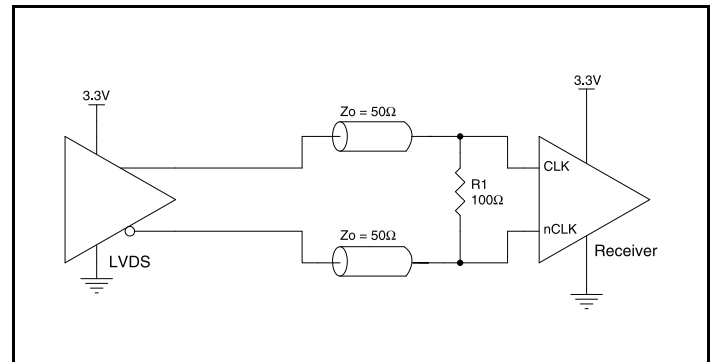 3.3V
3.3V
Zo = 50Ω
CLK
R1
100Ω
nCLK
Zo = 50Ω
Receiver
LVDS